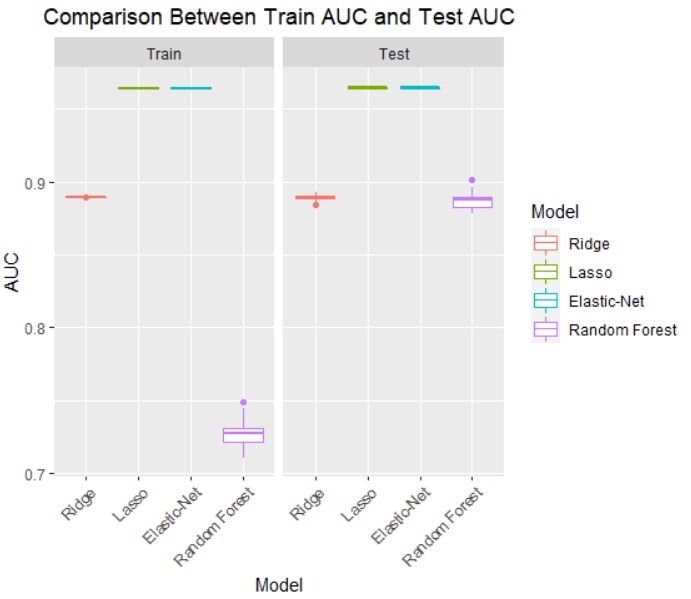 Comparison Between Train AUC and Test AUC
Train
Test
0.9
0.8
0.7
AUC
Ridge
Lasso
Elastic-Net
Random Forest
Ridge
Lasso
Elastic-Net
Random Forest
Model
Model
Ridge
Lasso
Elastic-Net
Random Forest